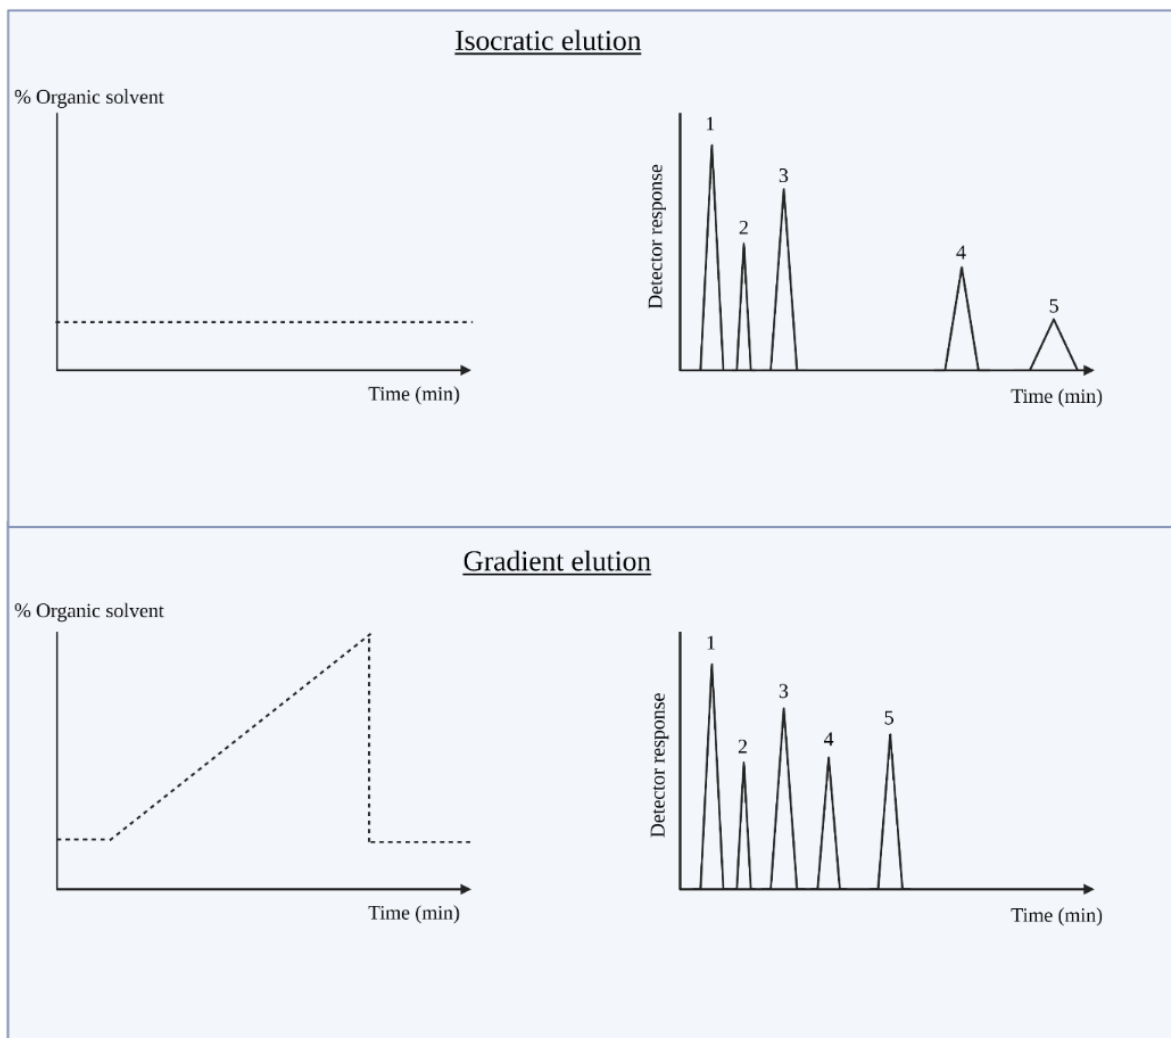 Isocratic elution
% Organic solvent
Time (min)
Detector response
1
2
3
4
5
Time (min)
Gradient elution
% Organic solvent
Time (min)
Detector response
1
2
3
4
5
Time (min)